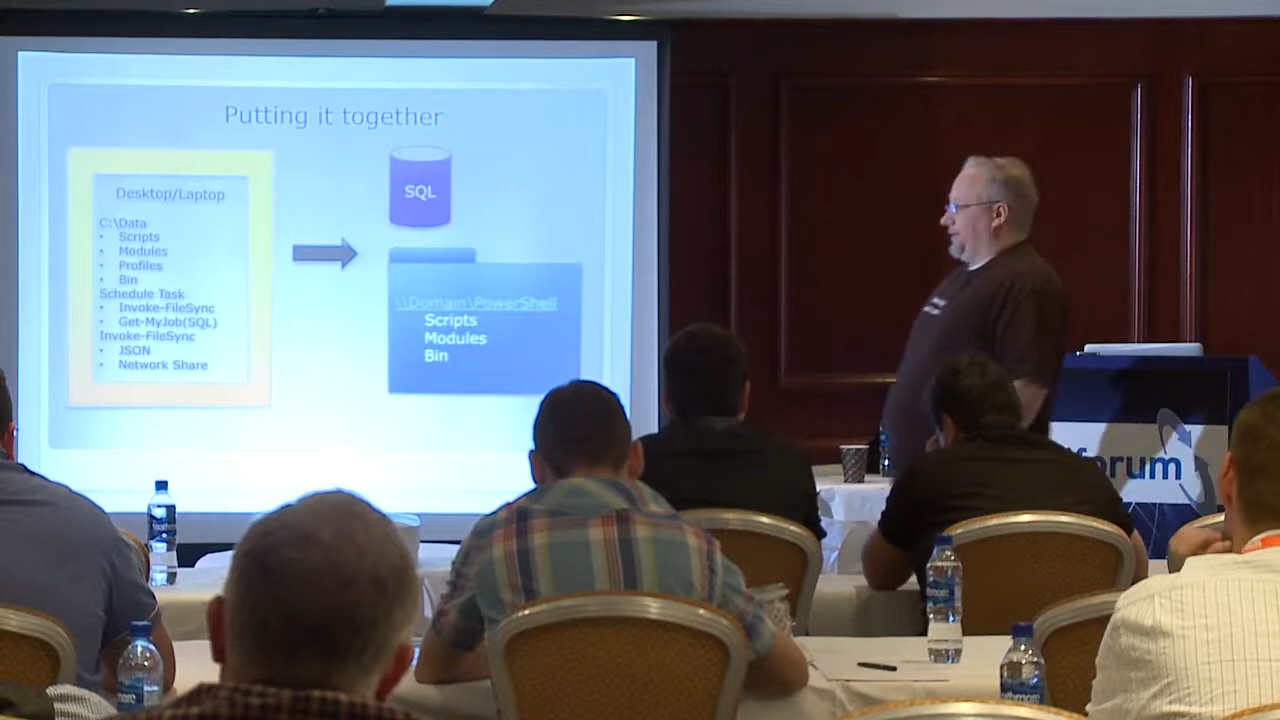 Putting it together
Desktop/Laptop
C:\Data
• Scripts
• Modules
• Profiles
• Bin
Schedule Task
• Invoke-FileSync
• Get-MyJob(SQL)
Invoke-FileSync
• JSON
• Network Share
SQL
\\Domain\PowerShell
Scripts
Modules
Bin
forum